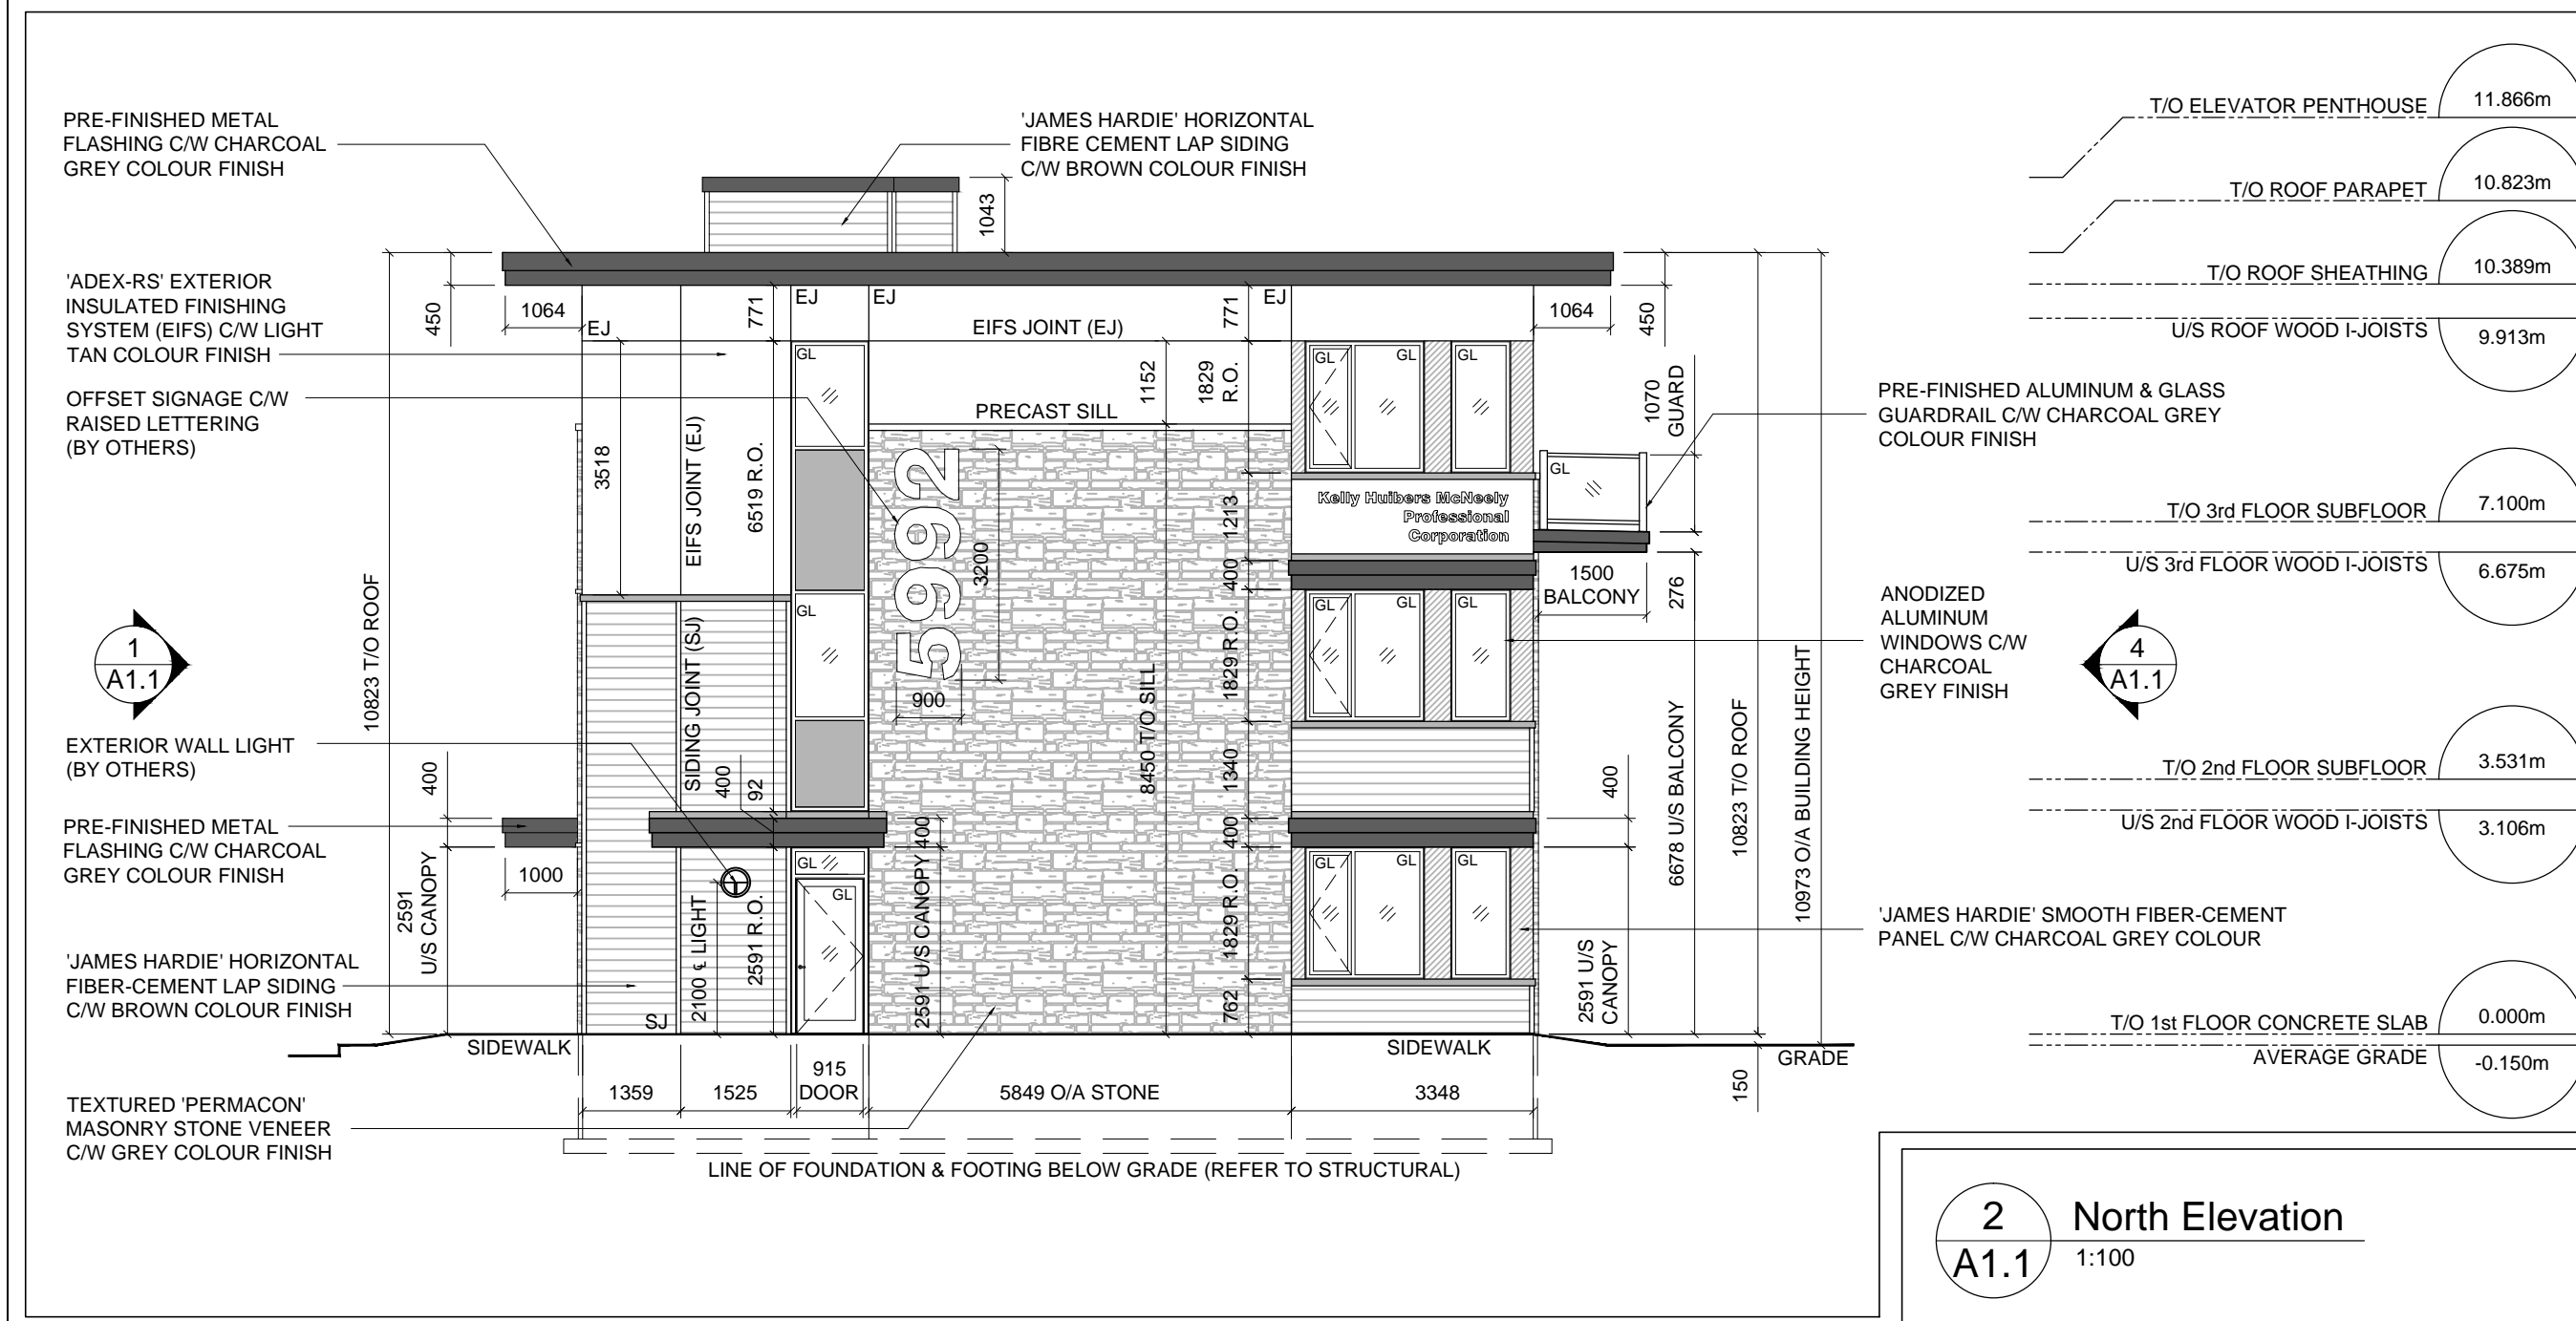 PRE-FINISHED METAL
FLASHING C/W CHARCOAL
GREY COLOUR FINISH
'ADEX-RS' EXTERIOR
INSULATED FINISHING
SYSTEM (EIFS) C/W LIGHT
TAN COLOUR FINISH
OFFSET SIGNAGE C/W
RAISED LETTERING
(BY OTHERS)
1
A1.1
EXTERIOR WALL LIGHT
(BY OTHERS)
PRE-FINISHED METAL
FLASHING C/W CHARCOAL
GREY COLOUR FINISH
'JAMES HARDIE' HORIZONTAL
FIBER-CEMENT LAP SIDING
C/W BROWN COLOUR FINISH
TEXTURED 'PERMACON'
MASONRY STONE VENEER
C/W GREY COLOUR FINISH
'JAMES HARDIE' HORIZONTAL
FIBRE CEMENT LAP SIDING
C/W BROWN COLOUR FINISH
1043
10823 T/O ROOF
450
1064
EJ
771
EJ
EJ
EIFS JOINT (EJ)
771
EJ
1064
450
3518
EIFS JOINT (EJ)
6519 R.O.
GL
PRECAST SILL
1152
1829
R.O.
GL
GL
GL
1070
GUARD
GL
59992
3200
900
1213
Kelly Huibers McNeely
Professional
Corporation
400
1500
BALCONY
276
SIDING JOINT (SJ)
GL
8450 T/O SILL
1829 R.O.
GL
GL
GL
6678 U/S BALCONY
10823 T/O ROOF
10973 O/A BUILDING HEIGHT
400
400
92
1340
400
2591
U/S CANOPY
1000
2100 ℄ LIGHT
2591 R.O.
GL
GL
400
2591 U/S CANOPY
400
1829 R.O.
762
GL
GL
GL
2591 U/S
CANOPY
SJ
SIDEWALK
SIDEWALK
GRADE
150
1359
1525
915
DOOR
5849 O/A STONE
3348
LINE OF FOUNDATION & FOOTING BELOW GRADE (REFER TO STRUCTURAL)
PRE-FINISHED ALUMINUM & GLASS
GUARDRAIL C/W CHARCOAL GREY
COLOUR FINISH
ANODIZED
ALUMINUM
WINDOWS C/W
CHARCOAL
GREY FINISH
4
A1.1
'JAMES HARDIE' SMOOTH FIBER-CEMENT
PANEL C/W CHARCOAL GREY COLOUR
T/O ELEVATOR PENTHOUSE 11.866m
T/O ROOF PARAPET 10.823m
T/O ROOF SHEATHING 10.389m
U/S ROOF WOOD I-JOISTS 9.913m
T/O 3rd FLOOR SUBFLOOR 7.100m
U/S 3rd FLOOR WOOD I-JOISTS 6.675m
T/O 2nd FLOOR SUBFLOOR 3.531m
U/S 2nd FLOOR WOOD I-JOISTS 3.106m
T/O 1st FLOOR CONCRETE SLAB 0.000m
AVERAGE GRADE -0.150m
2
A1.1
North Elevation
1:100